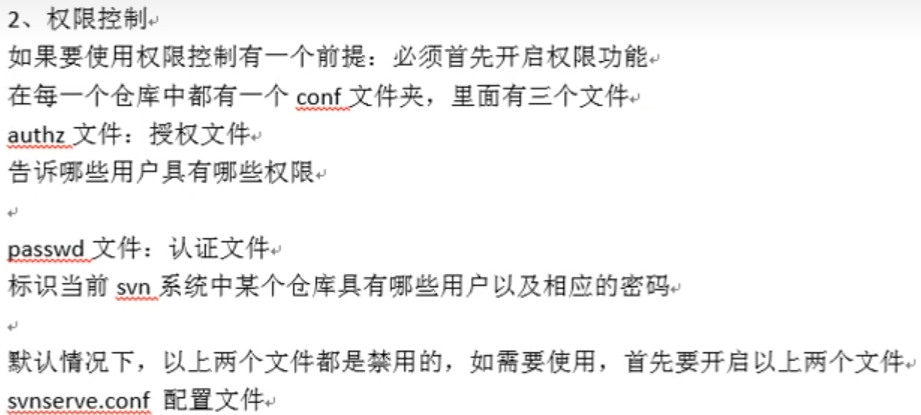 2、权限控制
如果要使用权限控制有一个前提：必须首先开启权限功能
在每一个仓库中都有一个 conf 文件夹，里面有三个文件
authz 文件：授权文件
告诉哪些用户具有哪些权限
passwd 文件：认证文件
标识当前 svn 系统中某个仓库具有哪些用户以及相应的密码
默认情况下，以上两个文件都是禁用的，如需要使用，首先要开启以上两个文件
svnserve.conf 配置文件